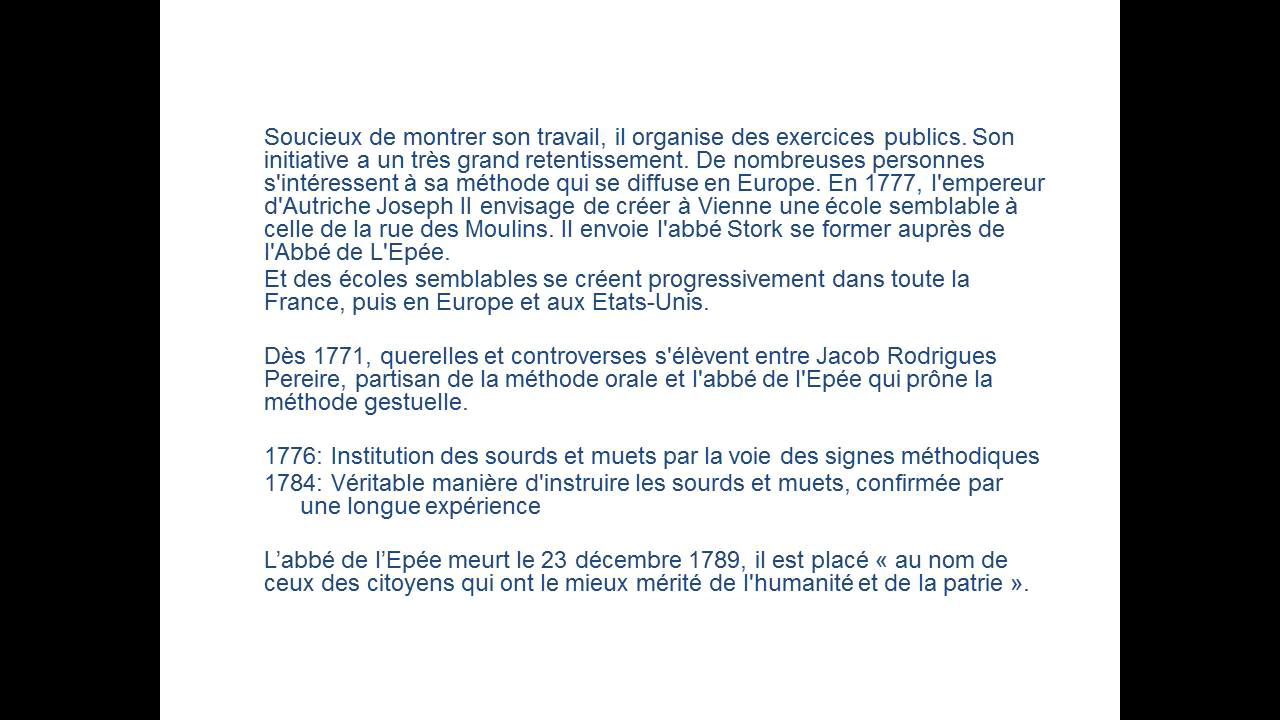 Soucieux de montrer son travail, il organise des exercices publics. Son
initiative a un très grand retentissement. De nombreuses personnes
s'intéressent à sa méthode qui se diffuse en Europe. En 1777, l'empereur
d'Autriche Joseph II envisage de créer à Vienne une école semblable à
celle de la rue des Moulins. Il envoie l'abbé Stork se former auprès de
l'Abbé de L'Epée.
Et des écoles semblables se créent progressivement dans toute la
France, puis en Europe et aux Etats-Unis.
Dès 1771, querelles et controverses s'élèvent entre Jacob Rodrigues
Pereire, partisan de la méthode orale et l'abbé de l'Epée qui prône la
méthode gestuelle.
1776: Institution des sourds et muets par la voie des signes méthodiques
1784: Véritable manière d'instruire les sourds et muets, confirmée par
une longue expérience
L’abbé de l’Epée meurt le 23 décembre 1789, il est placé « au nom de
ceux des citoyens qui ont le mieux mérité de l'humanité et de la patrie ».